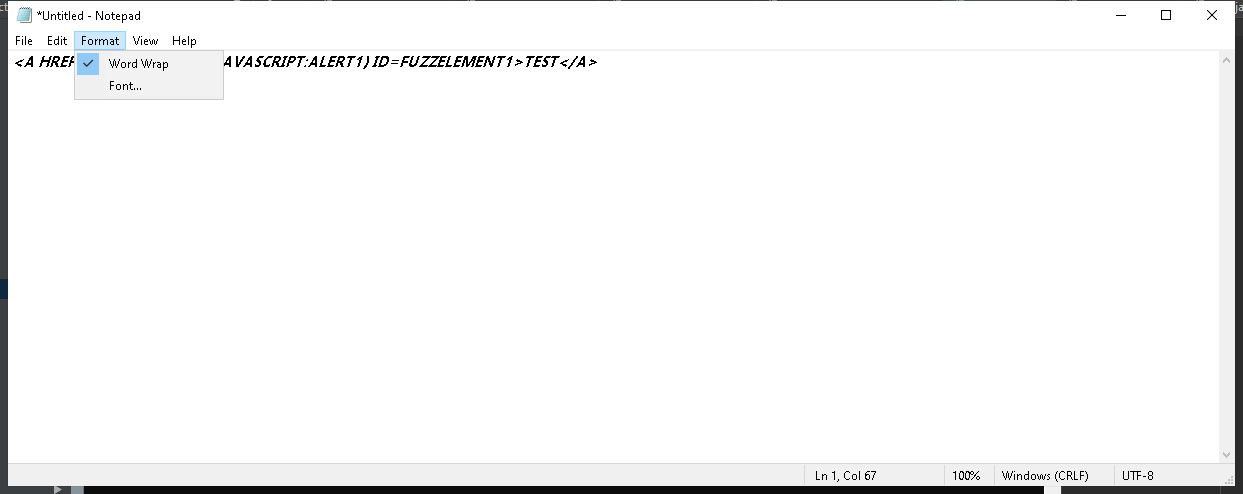 *Untitled - Notepad
File Edit Format View Help
<A HREF AVASCRIPT:ALERT1) ID=FUZZELEMENT1>TEST</A>
Word Wrap
Font...
Ln 1, Col 67 100% Windows (CRLF) UTF-8